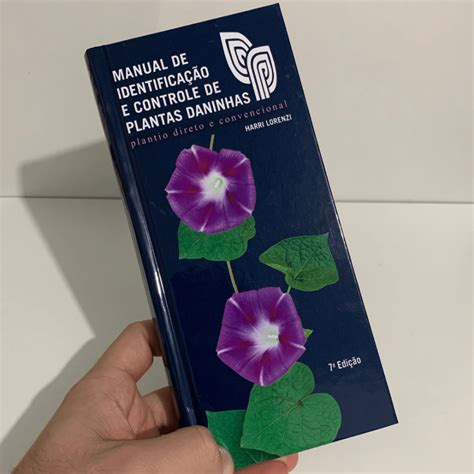 MANUAL DE
IDENTIFICAÇÃO
E CONTROLE DE
PLANTAS DANINHAS
plantio direto e convencional
HARRI LORENZI
7ª Edição